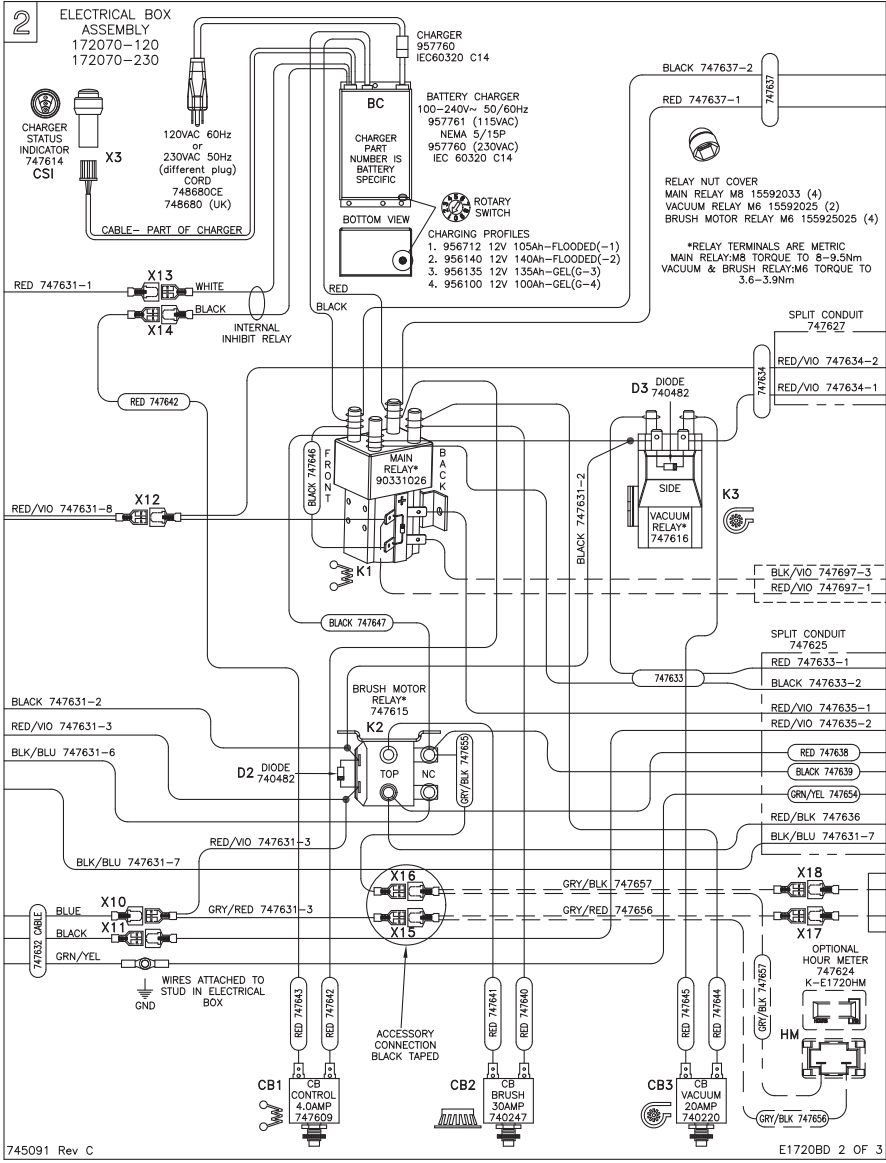 2
ELECTRICAL BOX
ASSEMBLY
172070-120
172070-230
CHARGER
957760
IEC60320 C14
CHARGER
STATUS
INDICATOR
747614
CSI
X3
120VAC 60Hz
or
230VAC 50Hz
(different plug)
CORD
748680CE
748680 (UK)
CABLE- PART OF CHARGER
BC
CHARGER
PART
NUMBER IS
BATTERY
SPECIFIC
BATTERY CHARGER
100-240V~ 50/60Hz
957761 (115VAC)
NEMA 5/15P
957760 (230VAC)
IEC 60320 C14
ROTARY
SWITCH
BOTTOM VIEW
CHARGING PROFILES
1. 956712 12V 105Ah-FLOODED(-1)
2. 956140 12V 140Ah-FLOODED(-2)
3. 956135 12V 135Ah-GEL(G-3)
4. 956100 12V 100Ah-GEL(G-4)
BLACK 747637-2
RED 747637-1
747637
RELAY NUT COVER
MAIN RELAY M8 15592033 (4)
VACUUM RELAY M6 15592025 (2)
BRUSH MOTOR RELAY M6 155925025 (4)
*RELAY TERMINALS ARE METRIC
MAIN RELAY:M8 TORQUE TO 8-9.5Nm
VACUUM & BRUSH RELAY:M6 TORQUE TO
3.6-3.9Nm
RED 747631-1
X13
WHITE
BLACK
X14
INTERNAL
INHIBIT RELAY
RED
BLACK
SPLIT CONDUIT
747627
RED/VIO 747634-2
RED/VIO 747634-1
747634
RED 747642
D3
DIODE
740482
BLACK 747646
FRONT
MAIN
RELAY*
90331026
BACK
+
K1
RED/VIO 747631-8
X12
BLACK 747631-2
SIDE
VACUUM
RELAY*
747616
K3
BLK/VIO 747697-3
RED/VIO 747697-1
BLACK 747647
SPLIT CONDUIT
747625
RED 747633-1
747633
BLACK 747633-2
RED/VIO 747635-1
RED/VIO 747635-2
BRUSH MOTOR
RELAY*
747615
K2
BLACK 747631-2
RED/VIO 747631-3
BLK/BLU 747631-6
D2
DIODE
740482
TOP
NC
GRY/BLK 747655
RED 747638
BLACK 747639
GRN/YEL 747654
RED/BLK 747636
BLK/BLU 747631-7
RED/VIO 747631-3
BLK/BLU 747631-7
X16
GRY/BLK 747657
X18
X10
BLUE
GRY/RED 747631-3
X15
GRY/RED 747656
X17
X11
BLACK
747632 CABLE
GRN/YEL
GND
WIRES ATTACHED TO
STUD IN ELECTRICAL
BOX
ACCESSORY
CONNECTION
BLACK TAPED
OPTIONAL
HOUR METER
747624
K-E1720HM
HOURS
HM
GRY/BLK 747657
GRY/BLK 747656
RED 747643
RED 747642
RED 747641
RED 747640
RED 747645
RED 747644
CB1
CB
CONTROL
4.0AMP
747609
CB2
CB
BRUSH
30AMP
740247
CB3
CB
VACUUM
20AMP
740220
745091 Rev C
E1720BD 2 OF 3